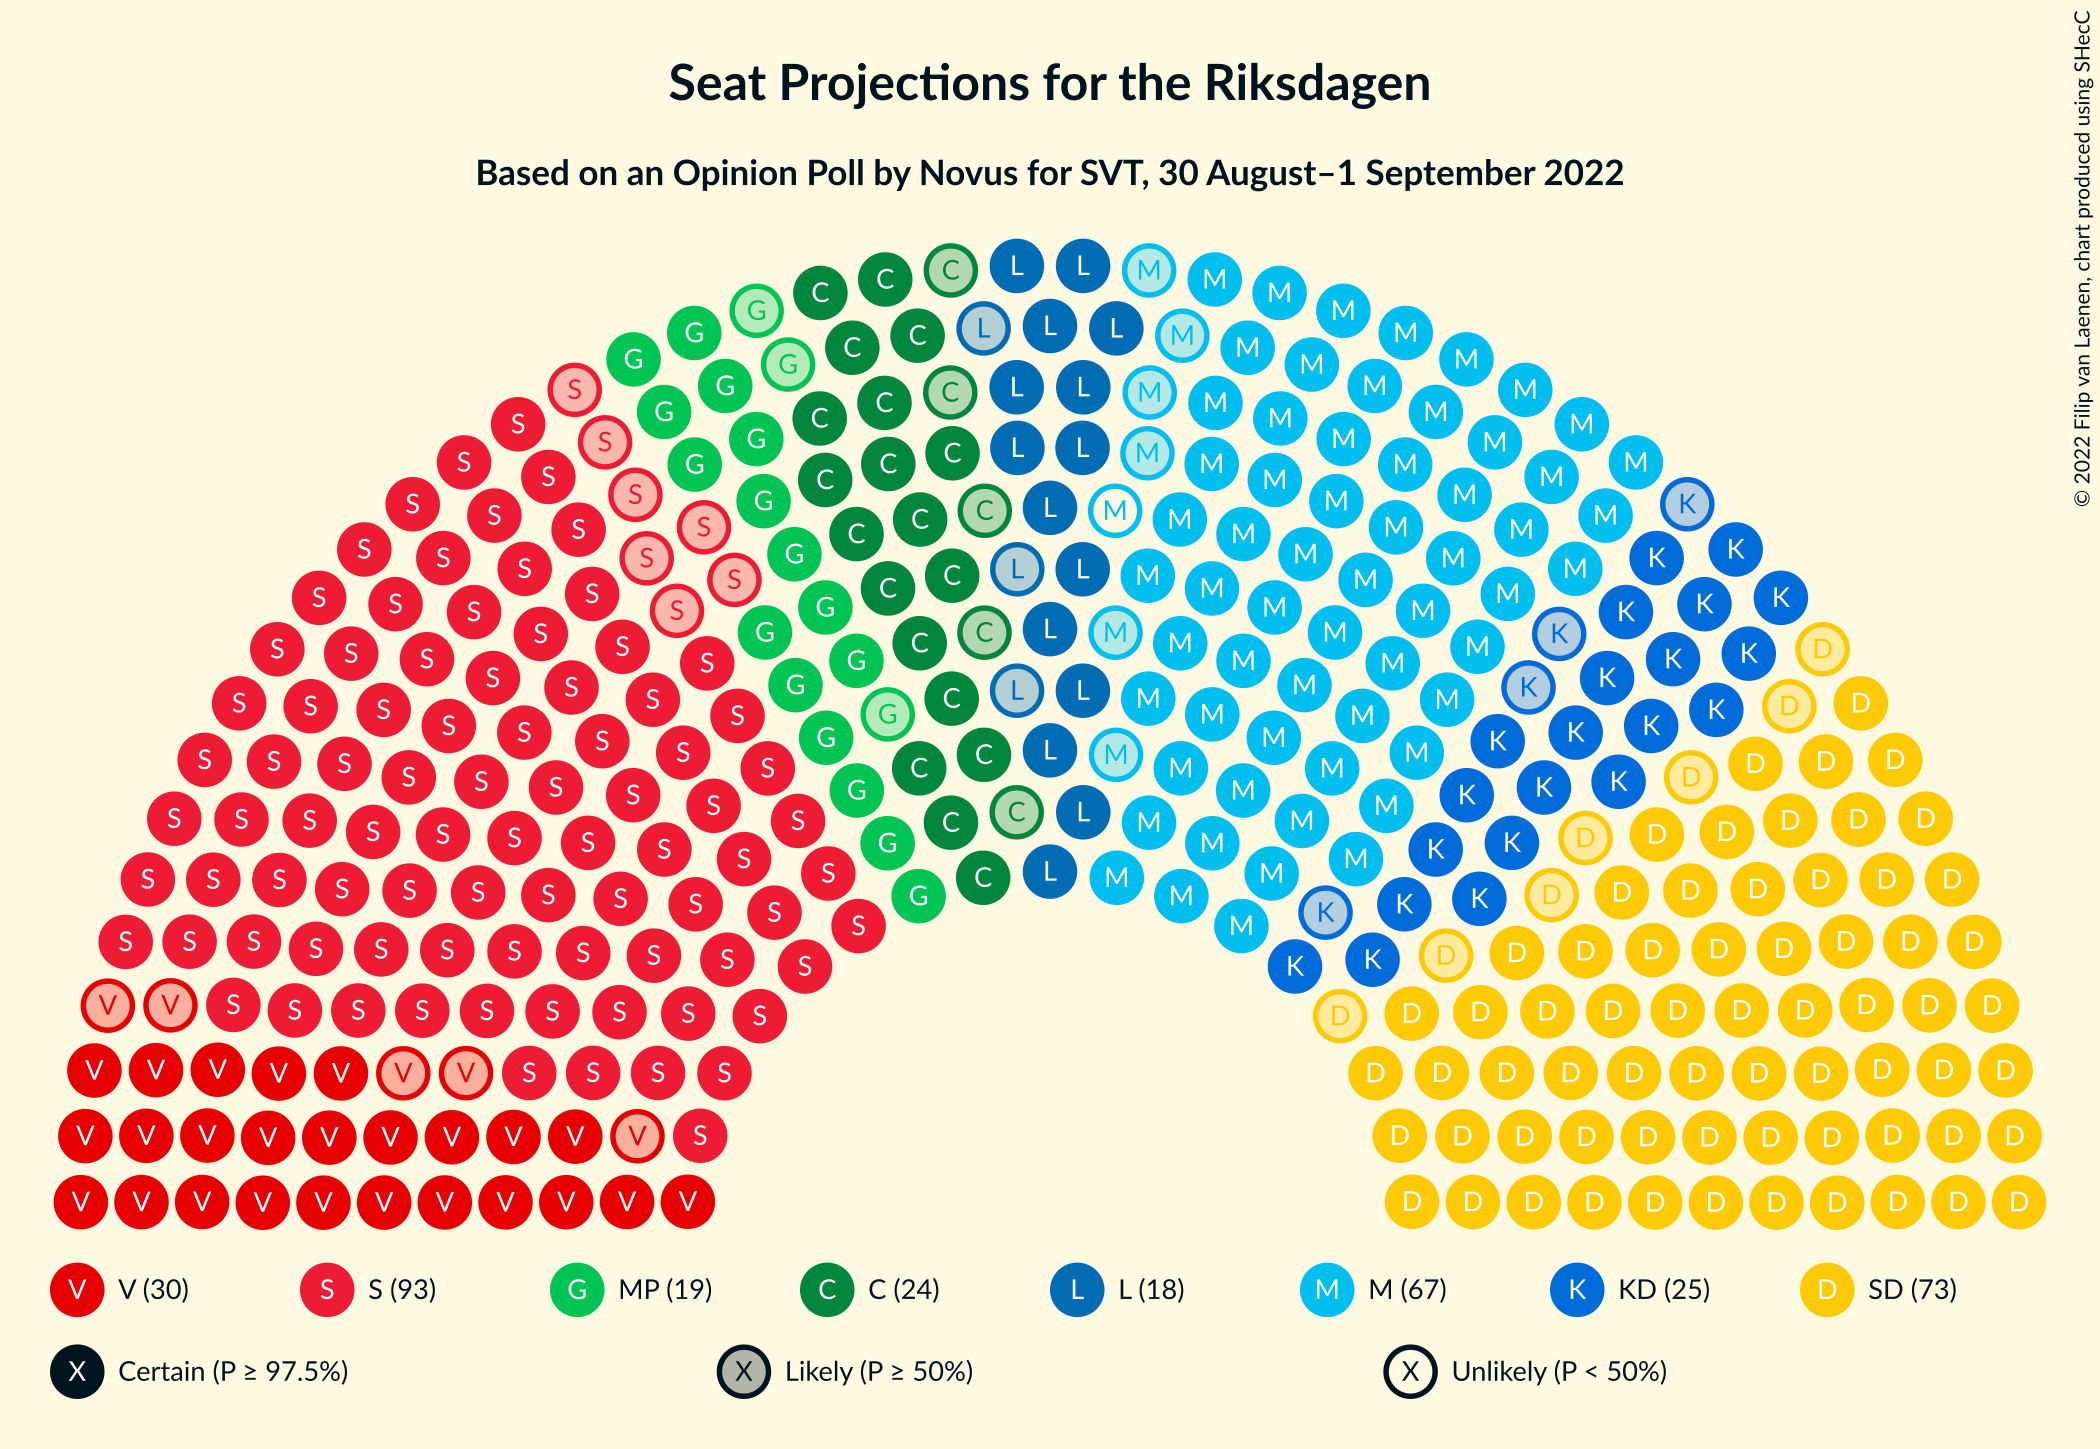 Seat Projections for the Riksdagen
Based on an Opinion Poll by Novus for SVT, 30 August–1 September 2022
© 2022 Filip van Laenen, chart produced using SHecC
V V (30) S S (93) G MP (19) C C (24) L L (18) M M (67) K KD (25) D SD (73)
X Certain (P ≥ 97.5%) X Likely (P ≥ 50%) X Unlikely (P < 50%)